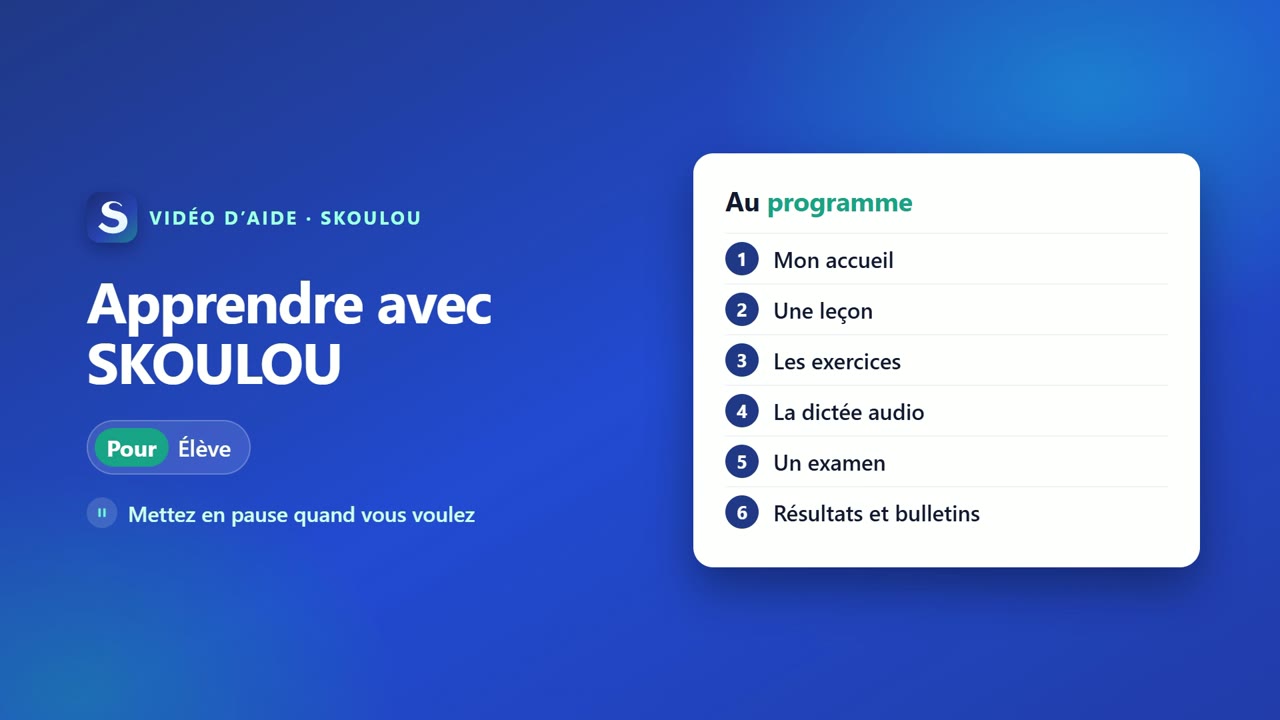 S
VIDÉO D’AIDE · SKOULOU
Apprendre avec
SKOULOU
Pour Élève
Mettez en pause quand vous voulez
Au programme
1 Mon accueil
2 Une leçon
3 Les exercices
4 La dictée audio
5 Un examen
6 Résultats et bulletins